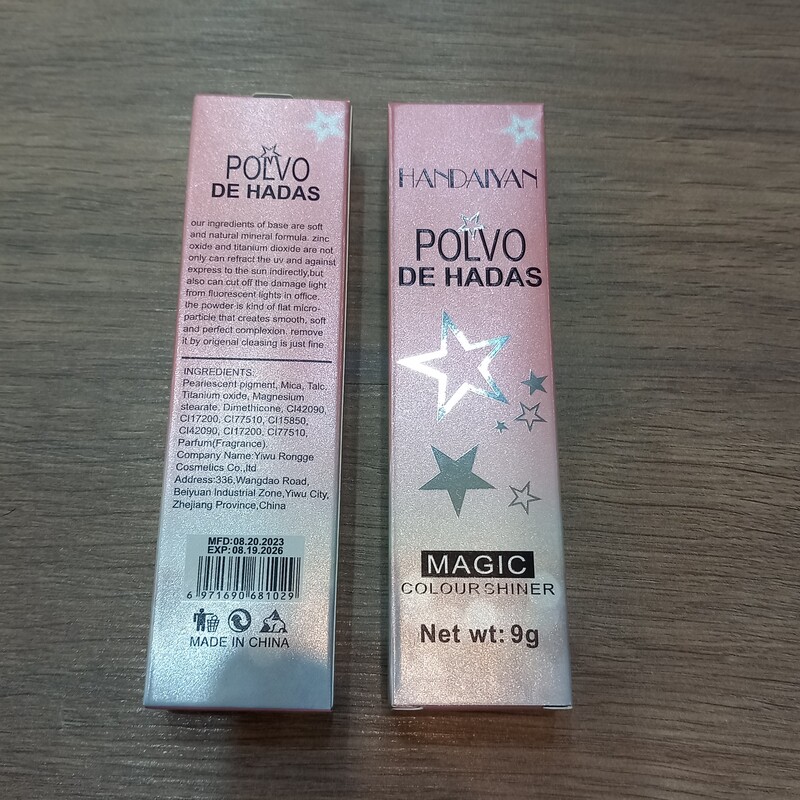 POLVO
DE HADAS
our ingredients of base are soft
and natural mineral formula. zinc
oxide and titanium dioxide are not
only can refract the uv and against
express to the sun indirectly,but
also can cut off the damage light
from fluorescent lights in office.
the powder is kind of flat micro-
particle that creates smooth, soft
and perfect complexion. remove
it by origenal cleasing is just fine
INGREDIENTS:
Pearlescent pigment, Mica, Talc,
Titanium oxide, Magnesium
stearate, Dimethicone, CI42090,
CI17200, CI77510, CI15850,
CI42090, CI17200, CI77510,
Parfum(Fragrance).
Company Name:Yiwu Rongge
Cosmetics Co.,ltd
Address:336,Wangdao Road,
Beiyuan Industrial Zone,Yiwu City,
Zhejiang Province,China
MFD:08.20.2023
EXP:08.19.2026
6 971690 681029
MADE IN CHINA
HANDAIYAN
POLVO
DE HADAS
MAGIC
COLOUR SHINER
Net wt: 9g